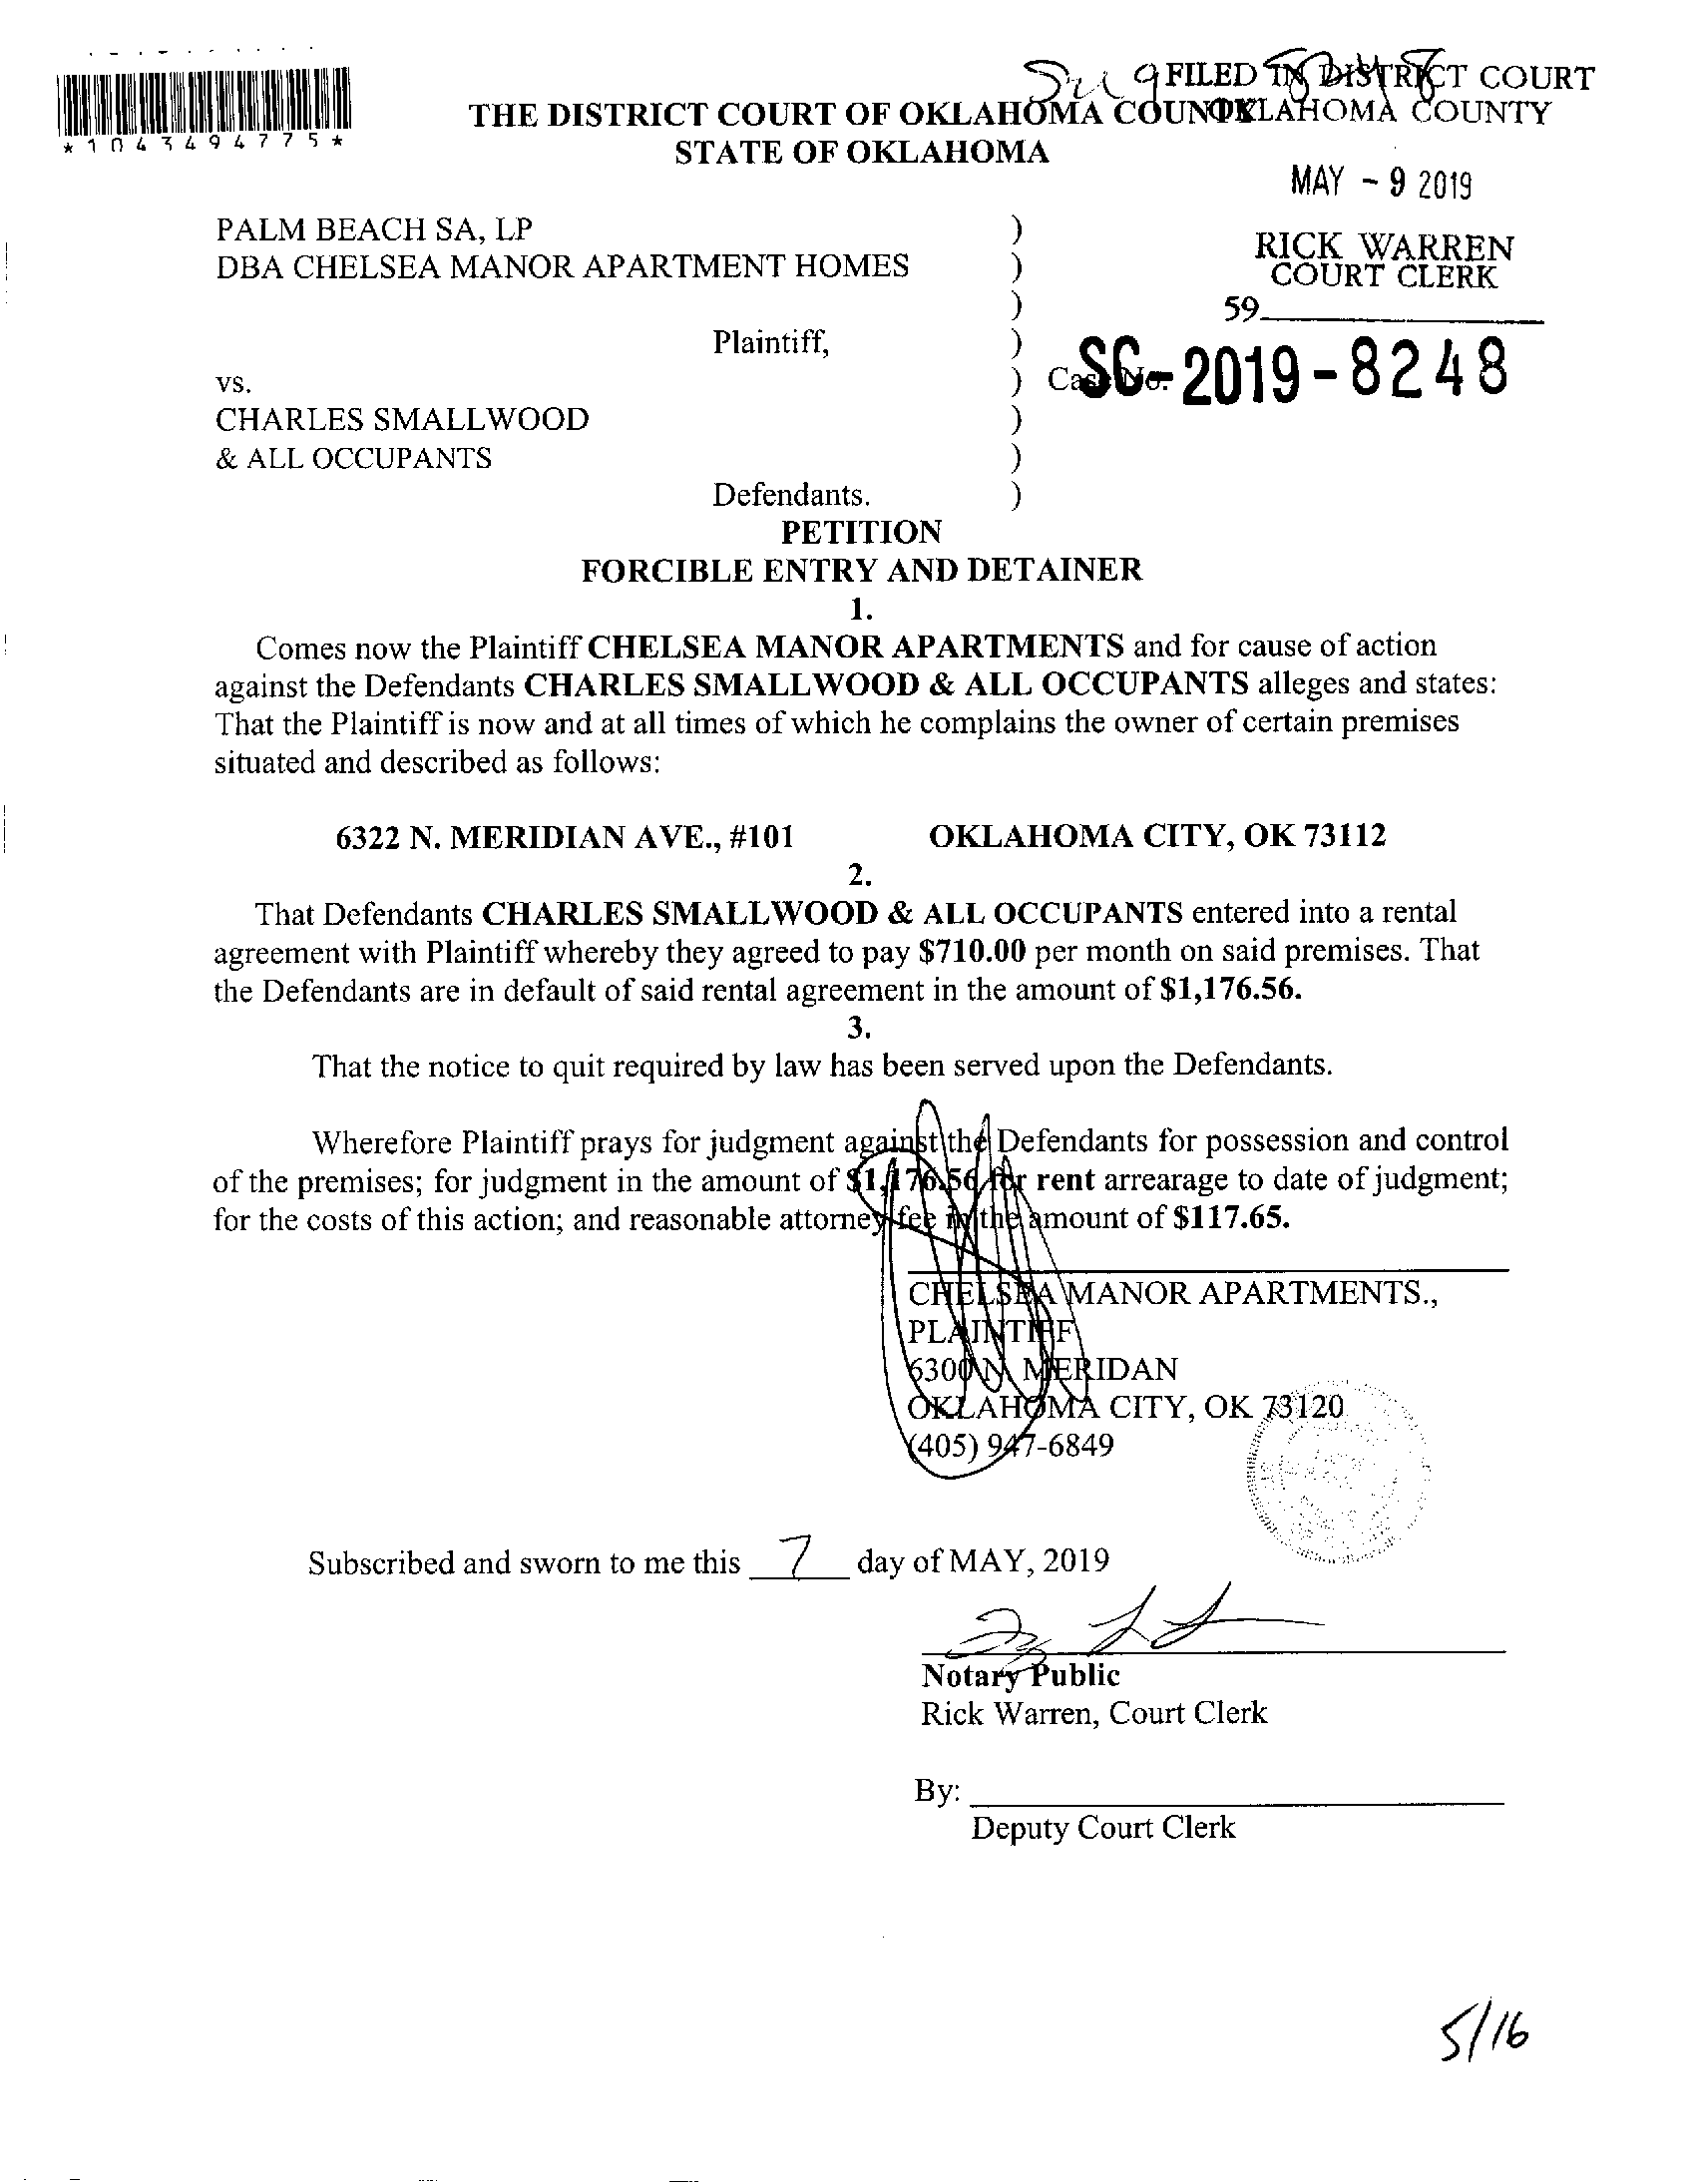 *1043494775*
FILED IN DISTRICT COURT
THE DISTRICT COURT OF OKLAHOMA COUNTY
OKLAHOMA COUNTY
STATE OF OKLAHOMA
MAY - 9 2019
PALM BEACH SA, LP )
RICK WARREN
DBA CHELSEA MANOR APARTMENT HOMES )
COURT CLERK
)
59
Plaintiff, )
vs. ) Case No. SC-2019-8248
CHARLES SMALLWOOD )
& ALL OCCUPANTS )
Defendants. )
PETITION
FORCIBLE ENTRY AND DETAINER
1.
Comes now the Plaintiff CHELSEA MANOR APARTMENTS and for cause of action
against the Defendants CHARLES SMALLWOOD & ALL OCCUPANTS alleges and states:
That the Plaintiff is now and at all times of which he complains the owner of certain premises
situated and described as follows:
6322 N. MERIDIAN AVE., #101 OKLAHOMA CITY, OK 73112
2.
That Defendants CHARLES SMALLWOOD & ALL OCCUPANTS entered into a rental
agreement with Plaintiff whereby they agreed to pay $710.00 per month on said premises. That
the Defendants are in default of said rental agreement in the amount of $1,176.56.
3.
That the notice to quit required by law has been served upon the Defendants.
Wherefore Plaintiff prays for judgment against the Defendants for possession and control
of the premises; for judgment in the amount of $1,176.56 for rent arrearage to date of judgment;
for the costs of this action; and reasonable attorney fee in the amount of $117.65.
CHELSEA MANOR APARTMENTS.,
PLAINTIFF
6300 N. MERIDAN
OKLAHOMA CITY, OK 73120
(405) 947-6849
Subscribed and sworn to me this 7 day of MAY, 2019
Notary Public
Rick Warren, Court Clerk
By:
Deputy Court Clerk
5/16